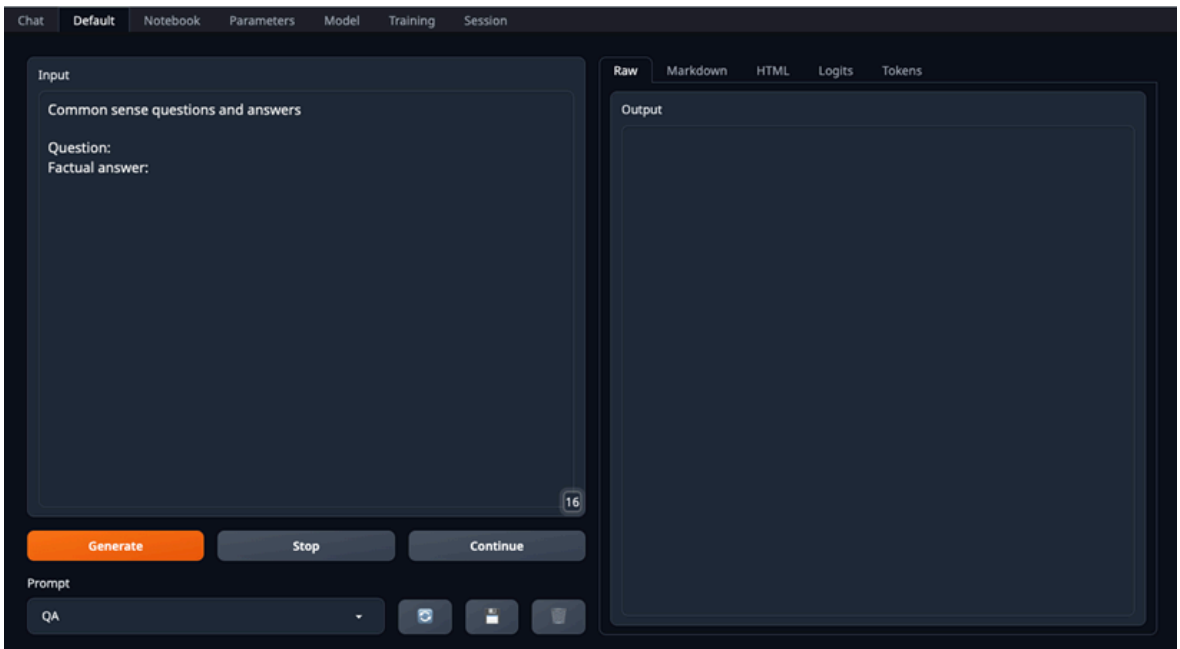 Chat Default Notebook Parameters Model Training Session
Input
Common sense questions and answers
Question:
Factual answer:
16
Generate Stop Continue
Prompt
QA
Raw Markdown HTML Logits Tokens
Output